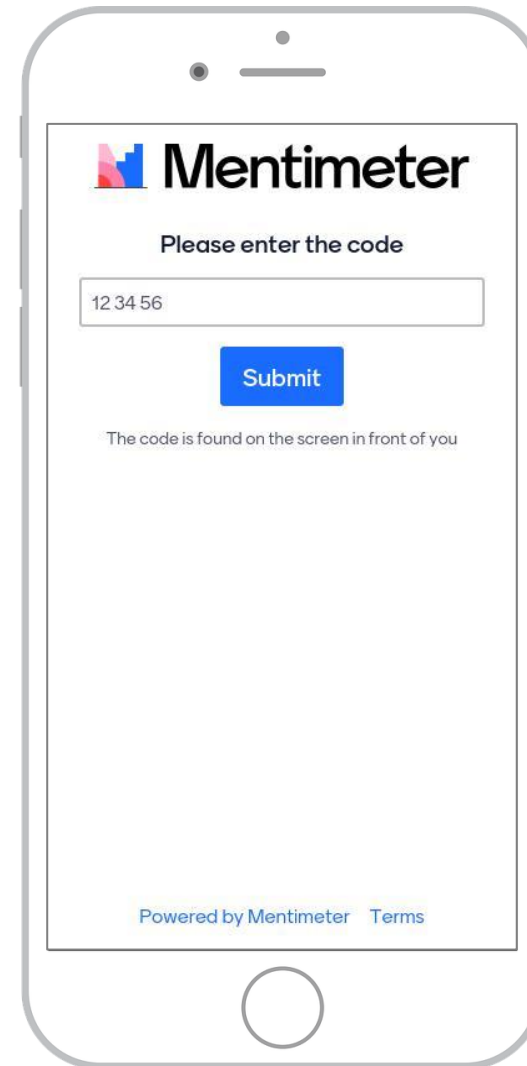 Mentimeter
Please enter the code
12 34 56
Submit
The code is found on the screen in front of you
Powered by Mentimeter Terms